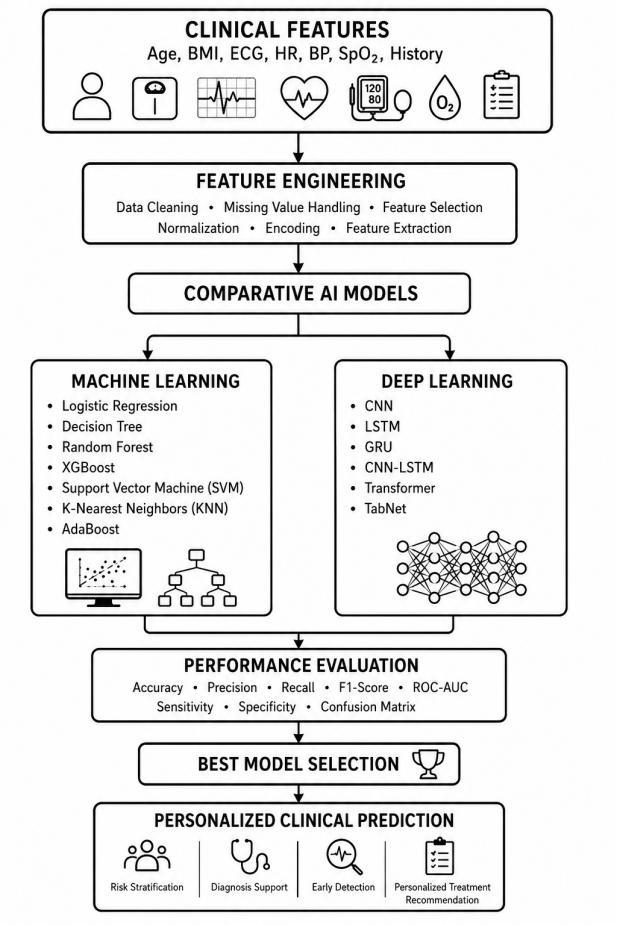 CLINICAL FEATURES
Age, BMI, ECG, HR, BP, SpO₂, History
120
80
O₂
FEATURE ENGINEERING
Data Cleaning • Missing Value Handling • Feature Selection
Normalization • Encoding • Feature Extraction
COMPARATIVE AI MODELS
MACHINE LEARNING
• Logistic Regression
• Decision Tree
• Random Forest
• XGBoost
• Support Vector Machine (SVM)
• K-Nearest Neighbors (KNN)
• AdaBoost
DEEP LEARNING
• CNN
• LSTM
• GRU
• CNN-LSTM
• Transformer
• TabNet
PERFORMANCE EVALUATION
Accuracy • Precision • Recall • F1-Score • ROC-AUC
Sensitivity • Specificity • Confusion Matrix
BEST MODEL SELECTION
PERSONALIZED CLINICAL PREDICTION
Risk Stratification
Diagnosis Support
Early Detection
Personalized Treatment
Recommendation